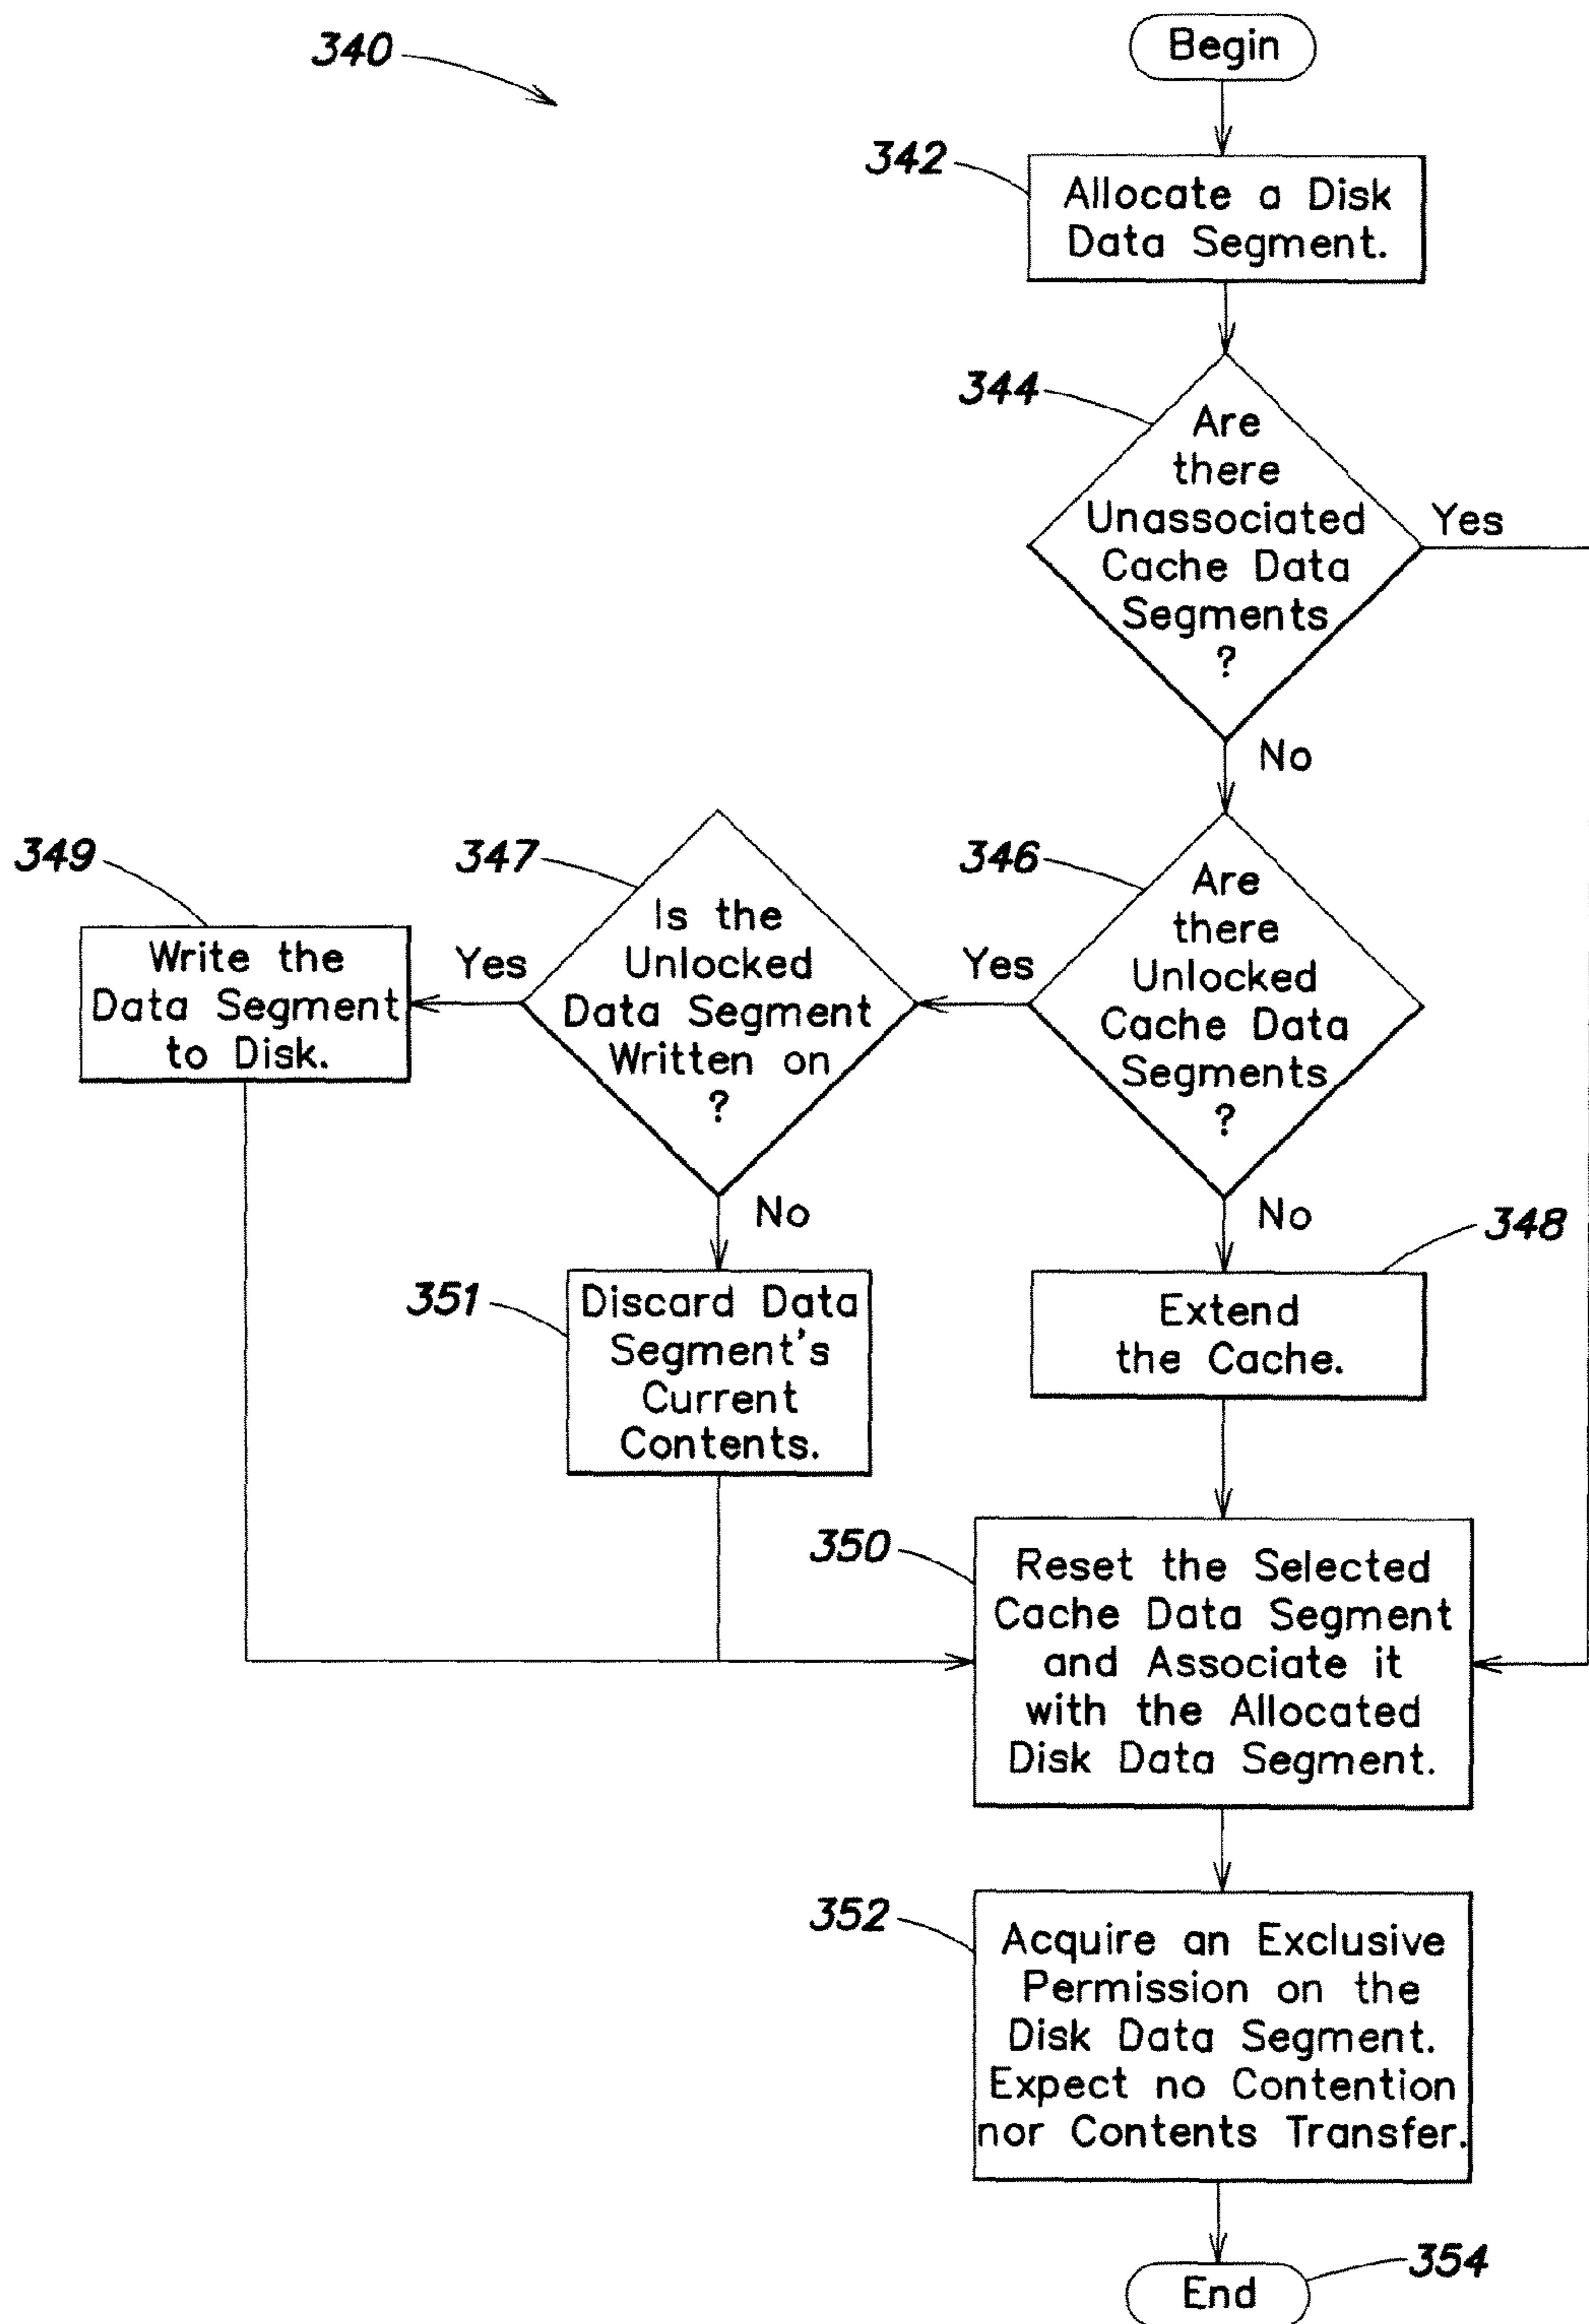 340
Begin
342
Allocate a Disk
Data Segment.
344
Are
there
Unassociated
Cache Data
Segments
?
Yes
No
349
Write the
Data Segment
to Disk.
Yes
347
Is the
Unlocked
Data Segment
Written on
?
Yes
346
Are
there
Unlocked
Cache Data
Segments
?
No
No
348
351
Discard Data
Segment's
Current
Contents.
Extend
the Cache.
350
Reset the Selected
Cache Data Segment
and Associate it
with the Allocated
Disk Data Segment.
352
Acquire an Exclusive
Permission on the
Disk Data Segment.
Expect no Contention
nor Contents Transfer.
354
End